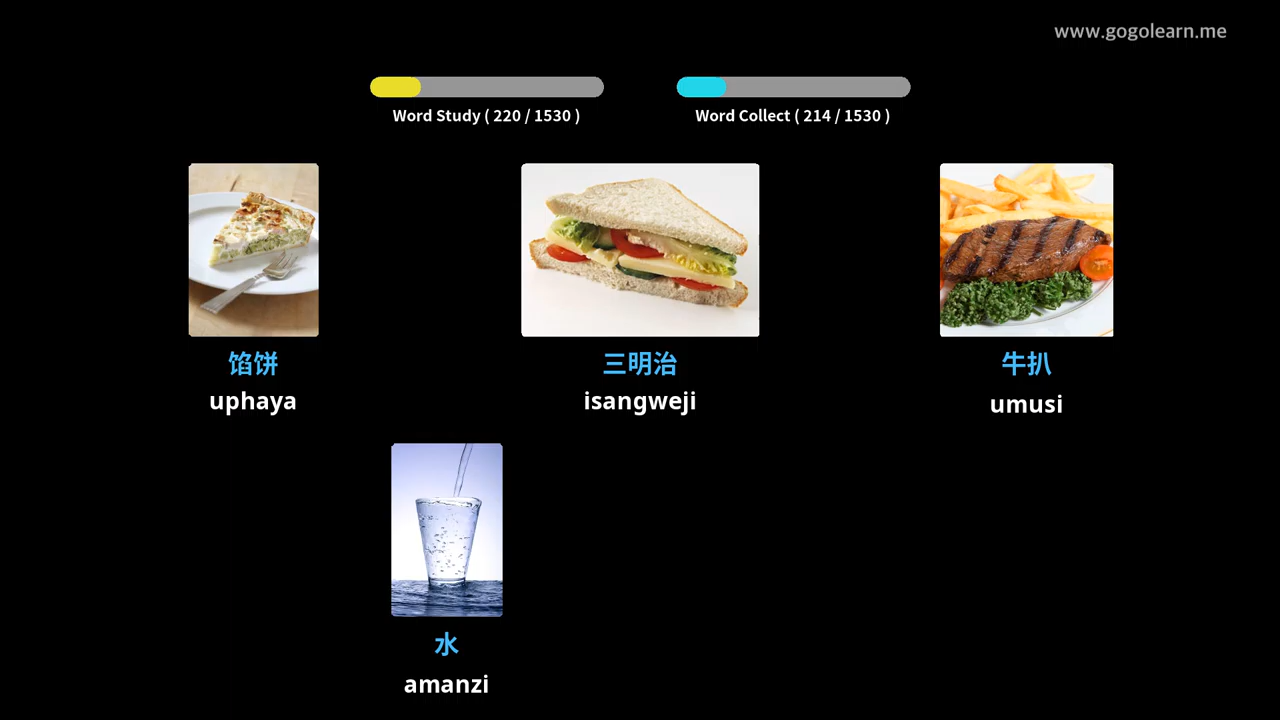 www.gogolearn.me
Word Study ( 220 / 1530 )
Word Collect ( 214 / 1530 )
馅饼
uphaya
三明治
isangweji
牛扒
umusi
水
amanzi